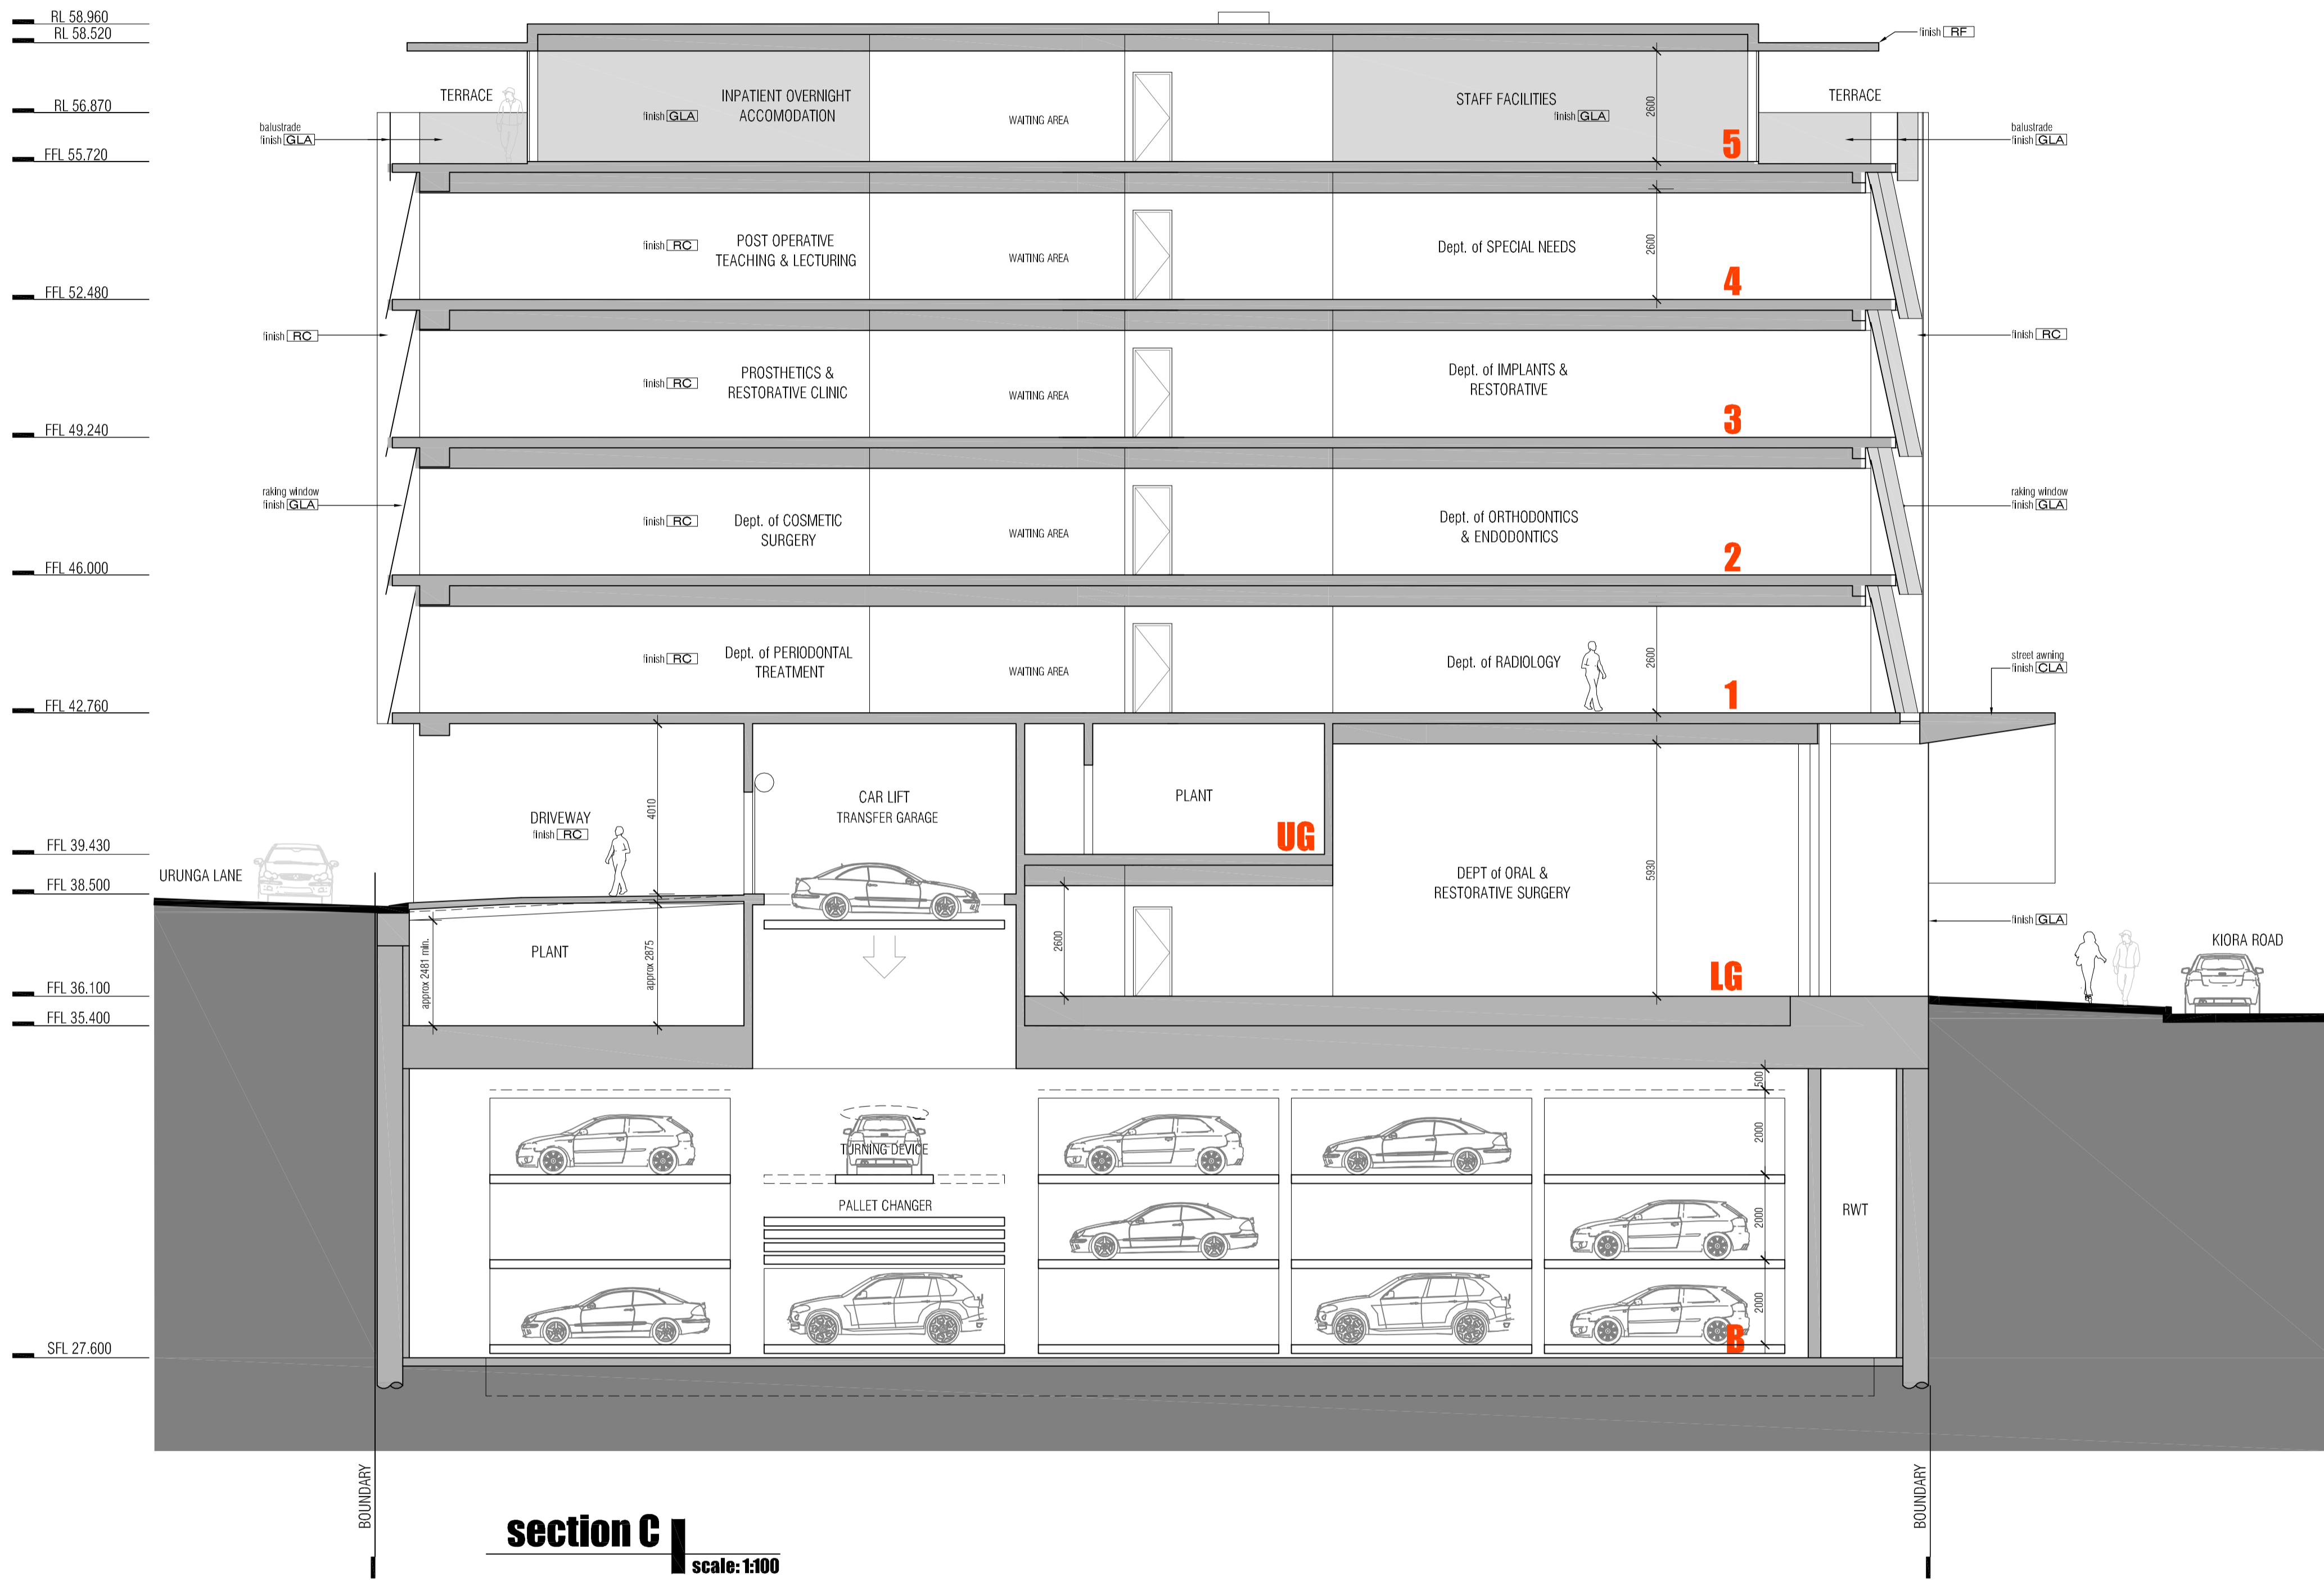 RL 58.960
RL 58.520
finish RF
TERRACE
INPATIENT OVERNIGHT
ACCOMODATION
finish GLA
WAITING AREA
STAFF FACILITIES
finish GLA
2600
TERRACE
RL 56.870
balustrade
finish GLA
balustrade
finish GLA
5
FFL 55.720
finish RC
POST OPERATIVE
TEACHING & LECTURING
WAITING AREA
Dept. of SPECIAL NEEDS
2600
4
FFL 52.480
finish RC
finish RC
finish RC
PROSTHETICS &
RESTORATIVE CLINIC
WAITING AREA
Dept. of IMPLANTS &
RESTORATIVE
3
FFL 49.240
raking window
finish GLA
raking window
finish GLA
finish RC
Dept. of COSMETIC
SURGERY
WAITING AREA
Dept. of ORTHODONTICS
& ENDODONTICS
2
FFL 46.000
finish RC
Dept. of PERIODONTAL
TREATMENT
WAITING AREA
Dept. of RADIOLOGY
2600
1
street awning
finish CLA
FFL 42.760
DRIVEWAY
finish RC
4010
CAR LIFT
TRANSFER GARAGE
PLANT
UG
FFL 39.430
URUNGA LANE
FFL 38.500
DEPT of ORAL &
RESTORATIVE SURGERY
5930
finish GLA
KIORA ROAD
PLANT
approx 2481 min.
approx 2875
2600
LG
FFL 36.100
FFL 35.400
500
2000
TURNING DEVICE
PALLET CHANGER
2000
RWT
2000
B
SFL 27.600
BOUNDARY
BOUNDARY
section C
scale: 1:100